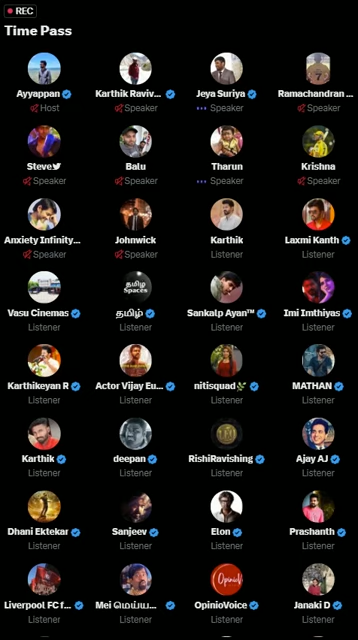 REC
Time Pass
Ayyappan Karthik Raviv... Jeya Suriya Ramachandran ...
Host Speaker Speaker Speaker
Steve Balu Tharun Krishna
Speaker Speaker Speaker Speaker
Anxiety Infinity... Johnwick Karthik Laxmi Kanth
Speaker Speaker Listener Listener
தமிழ்
Spaces
Vasu Cinemas தமிழ் Sankalp Ayan™ Imi Imthiyas
Listener Listener Listener Listener
Karthikeyan R Actor Vijay Eu... nitisquad MATHAN
Listener Listener Listener Listener
Karthik deepan RishiRavishing Ajay AJ
Listener Listener Listener Listener
Dhani Ektekar Sanjeev Elon Prashanth
Listener Listener Listener Listener
Liverpool FC f... Mei மெய்ய... OpinioVoice Janaki D
Listener Listener Listener Listener